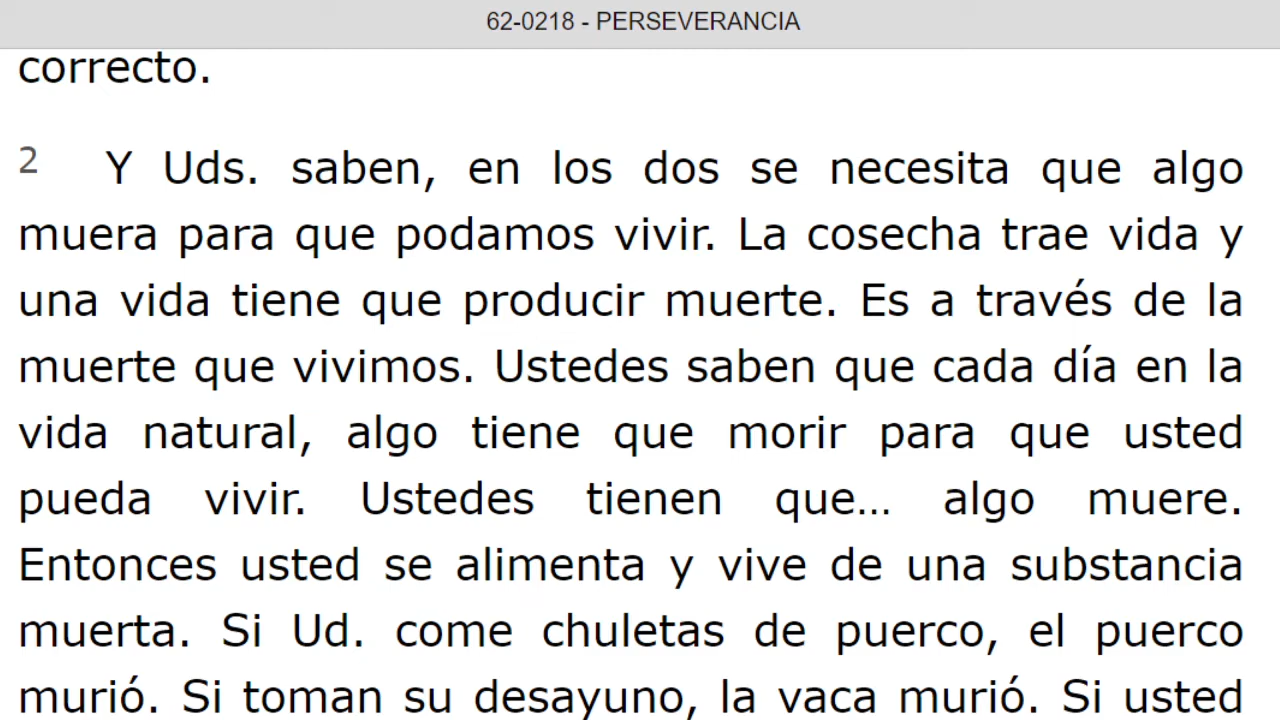 62-0218 - PERSEVERANCIA
correcto.
2 Y Uds. saben, en los dos se necesita que algo
muera para que podamos vivir. La cosecha trae vida y
una vida tiene que producir muerte. Es a través de la
muerte que vivimos. Ustedes saben que cada día en la
vida natural, algo tiene que morir para que usted
pueda vivir. Ustedes tienen que… algo muere.
Entonces usted se alimenta y vive de una substancia
muerta. Si Ud. come chuletas de puerco, el puerco
murió. Si toman su desayuno, la vaca murió. Si usted